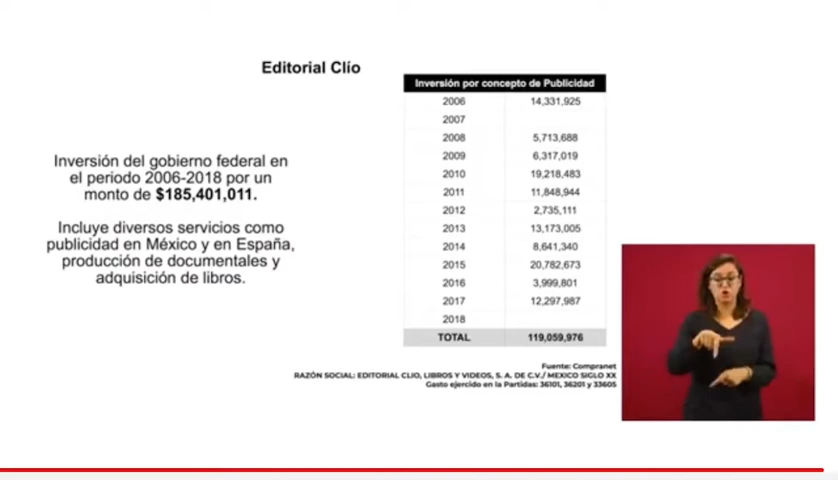 Editorial Clío
Inversión del gobierno federal en
el periodo 2006-2018 por un
monto de $185,401,011.
Incluye diversos servicios como
publicidad en México y en España,
producción de documentales y
adquisición de libros.
Inversión por concepto de Publicidad
2006 14,331,925
2007
2008 5,713,688
2009 6,317,019
2010 19,218,483
2011 11,848,944
2012 2,735,111
2013 13,173,005
2014 8,641,340
2015 20,782,673
2016 3,999,801
2017 12,297,987
2018
TOTAL 119,059,976
Fuente: Compranet
RAZÓN SOCIAL: EDITORIAL CLIO, LIBROS Y VIDEOS, S. A. DE C.V./ MEXICO SIGLO XX
Gasto ejercido en la Partidas: 36101, 36201 y 33605